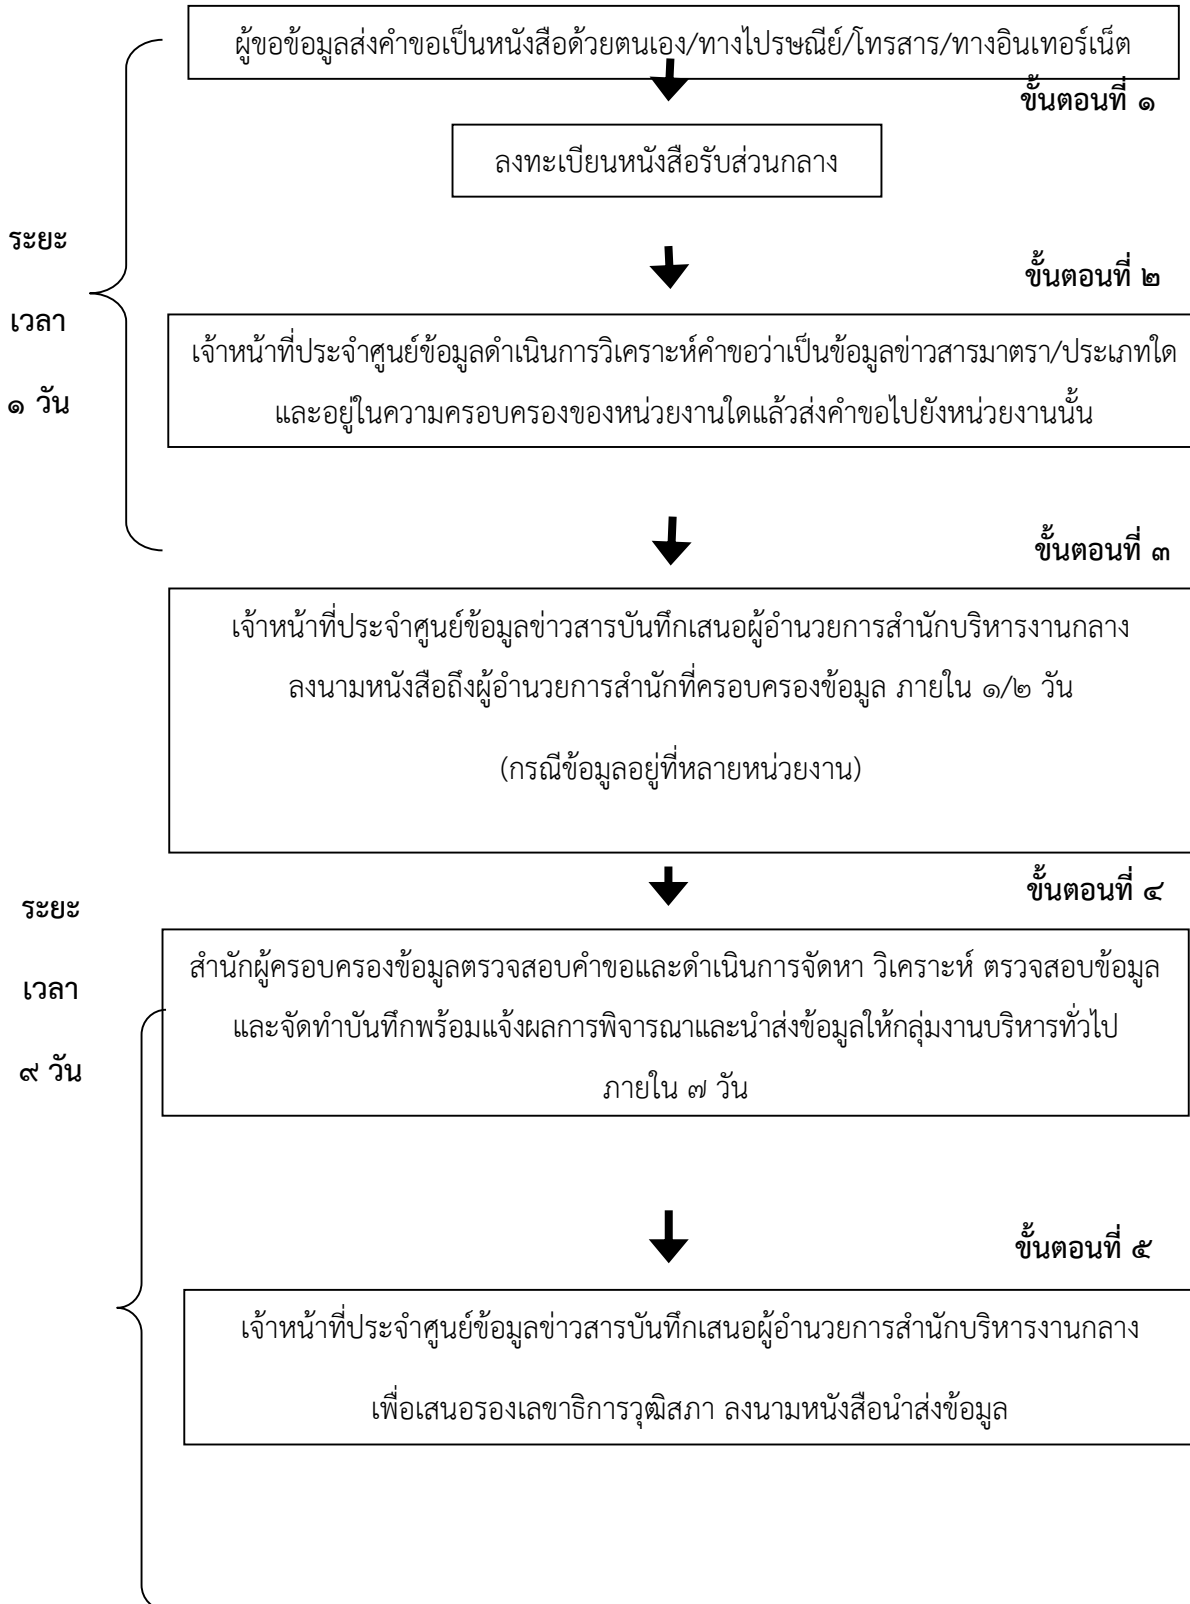 ผู้ขอข้อมูลส่งคำขอเป็นหนังสือด้วยตนเอง/ทางไปรษณีย์/โทรสาร/ทางอินเทอร์เน็ต
ขั้นตอนที่ ๑
ลงทะเบียนหนังสือรับส่วนกลาง
ระยะ
เวลา
๑ วัน
ขั้นตอนที่ ๒
เจ้าหน้าที่ประจำศูนย์ข้อมูลดำเนินการวิเคราะห์คำขอว่าเป็นข้อมูลข่าวสารมาตรา/ประเภทใด
และอยู่ในความครอบครองของหน่วยงานใดแล้วส่งคำขอไปยังหน่วยงานนั้น
ขั้นตอนที่ ๓
เจ้าหน้าที่ประจำศูนย์ข้อมูลข่าวสารบันทึกเสนอผู้อำนวยการสำนักบริหารงานกลาง
ลงนามหนังสือถึงผู้อำนวยการสำนักที่ครอบครองข้อมูล ภายใน ๑/๒ วัน
(กรณีข้อมูลอยู่ที่หลายหน่วยงาน)
ขั้นตอนที่ ๔
ระยะ
เวลา
๙ วัน
สำนักผู้ครอบครองข้อมูลตรวจสอบคำขอและดำเนินการจัดหา วิเคราะห์ ตรวจสอบข้อมูล
และจัดทำบันทึกพร้อมแจ้งผลการพิจารณาและนำส่งข้อมูลให้กลุ่มงานบริหารทั่วไป
ภายใน ๗ วัน
ขั้นตอนที่ ๕
เจ้าหน้าที่ประจำศูนย์ข้อมูลข่าวสารบันทึกเสนอผู้อำนวยการสำนักบริหารงานกลาง
เพื่อเสนอรองเลขาธิการวุฒิสภา ลงนามหนังสือนำส่งข้อมูล